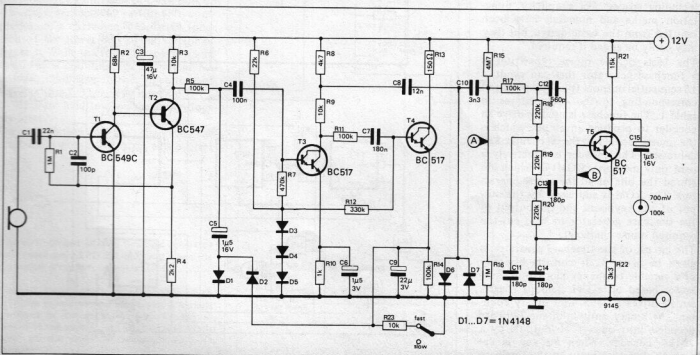 12V
R2
68k
C3
47µ
16V
R3
10k
R5
100k
C4
100n
R6
22k
R8
4k7
R13
150Ω
C8
12n
C10
3n3
R15
4M7
R17
100k
C12
560p
R18
220k
R21
15k
T1
BC 549C
T2
BC547
C1
22n
R1
1M
C2
100p
R9
10k
R11
100k
C7
180n
T3
BC517
T4
BC 517
A
R19
220k
C13
180p
T5
BC
517
B
C15
1µ5
16V
R7
470k
R12
330k
R20
220k
700mV
100k
C5
1µ5
16V
D3
D4
D5
R4
2k2
D1
D2
R10
1k
C6
1µ5
3V
C9
22µ
3V
R14
100k
D6
D7
R16
1M
C11
180p
C14
180p
R22
3k3
9145
0
R23
10k
fast
slow
D1...D7=1N4148